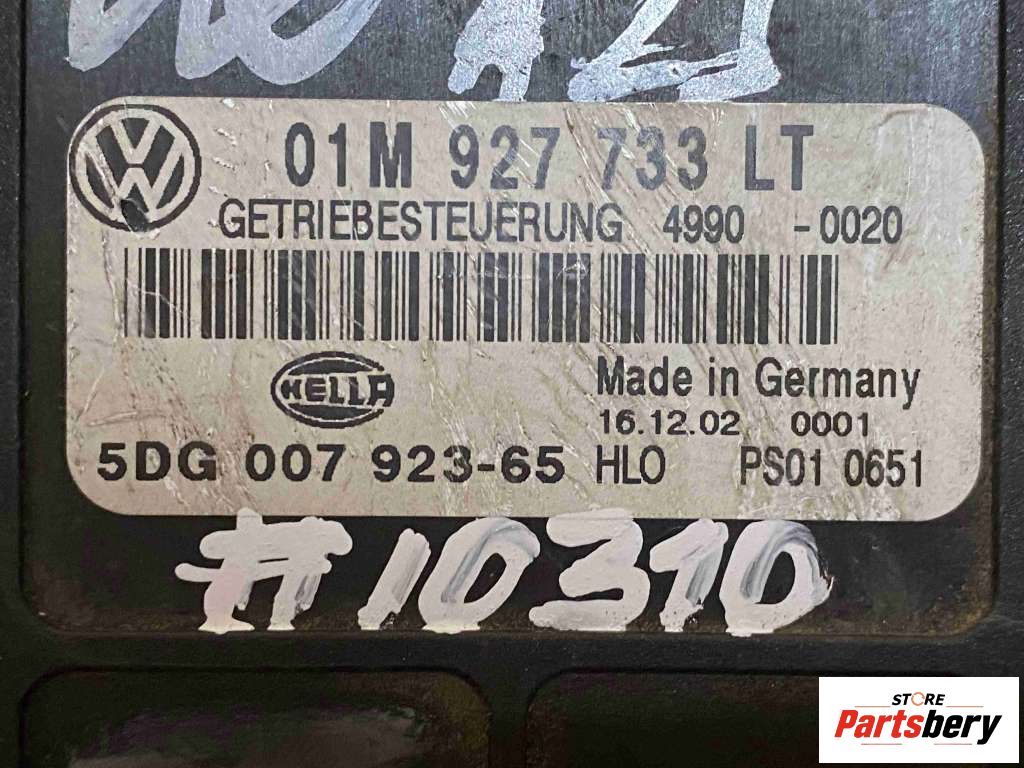 01M 927 733 LT
GETRIEBESTEUERUNG 4990 -0020
HELLA
Made in Germany
16.12.02 0001
5DG 007 923-65 HLO PS01 0651
#10310
STORE
Partsbery